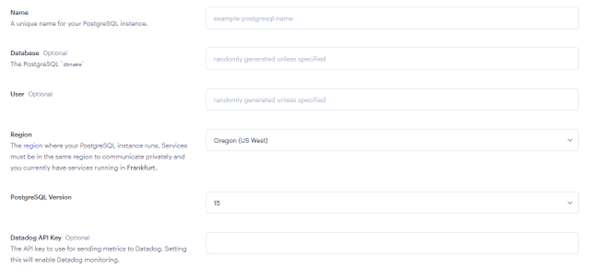 Name
A unique name for your PostgreSQL instance.
example-postgresql-name
Database Optional
The PostgreSQL `dbname`
randomly generated unless specified
User Optional
randomly generated unless specified
Region
The region where your PostgreSQL instance runs. Services
must be in the same region to communicate privately and
you currently have services running in Frankfurt.
Oregon (US West)
PostgreSQL Version
15
Datadog API Key Optional
The API key to use for sending metrics to Datadog. Setting
this will enable Datadog monitoring.